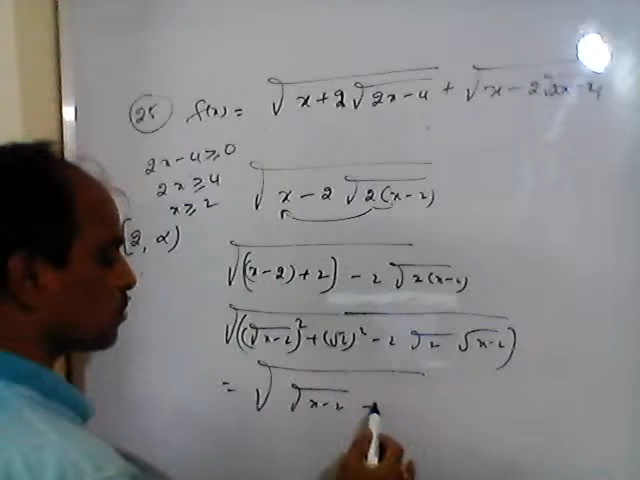 25 f(x) = √(x + 2√(2x-4)) + √(x - 2√(2x-4))
2x-4 ≥ 0
2x ≥ 4
x ≥ 2
[2, ∝)
√(x - 2√(2(x-2)))
√((x-2)+2) - 2√(2(x-2))
√((√(x-2))² + (√2)² - 2 √2 √(x-2))
= √(√(x-2) -